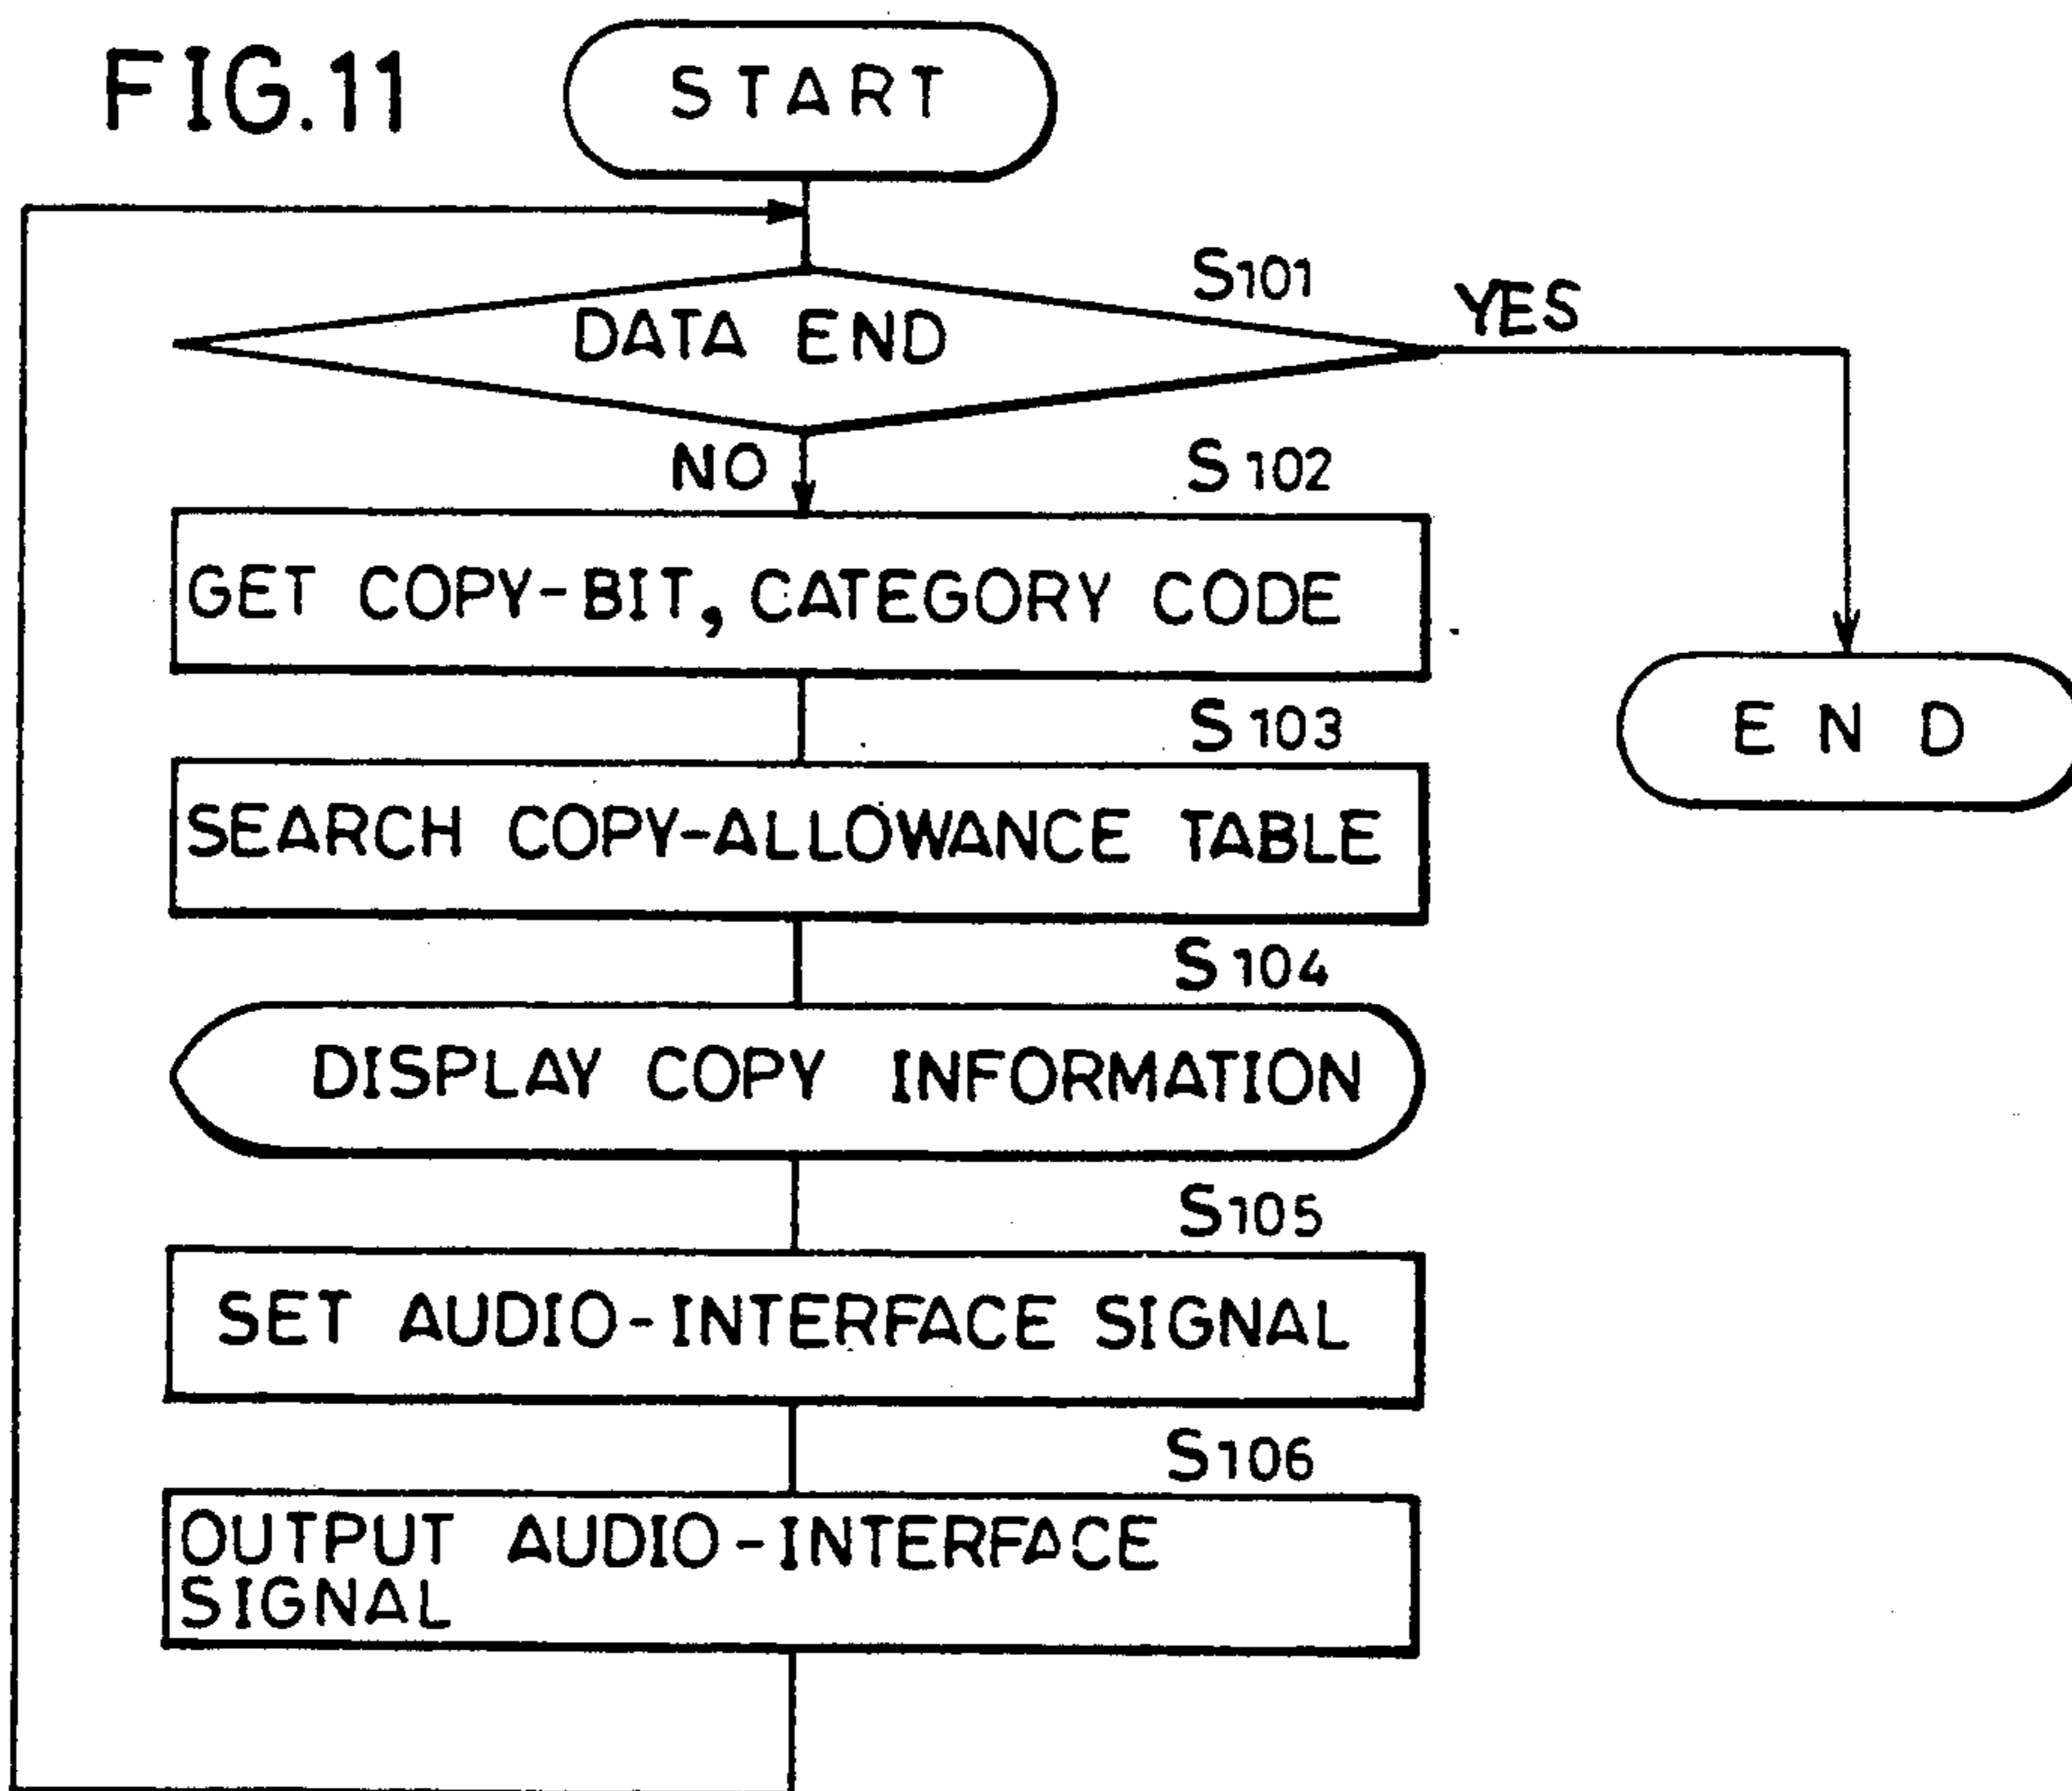 FIG.11
START
S101
YES
DATA END
NO
S102
GET COPY-BIT, CATEGORY CODE
S103
END
SEARCH COPY-ALLOWANCE TABLE
S104
DISPLAY COPY INFORMATION
S105
SET AUDIO-INTERFACE SIGNAL
S106
OUTPUT AUDIO-INTERFACE
SIGNAL